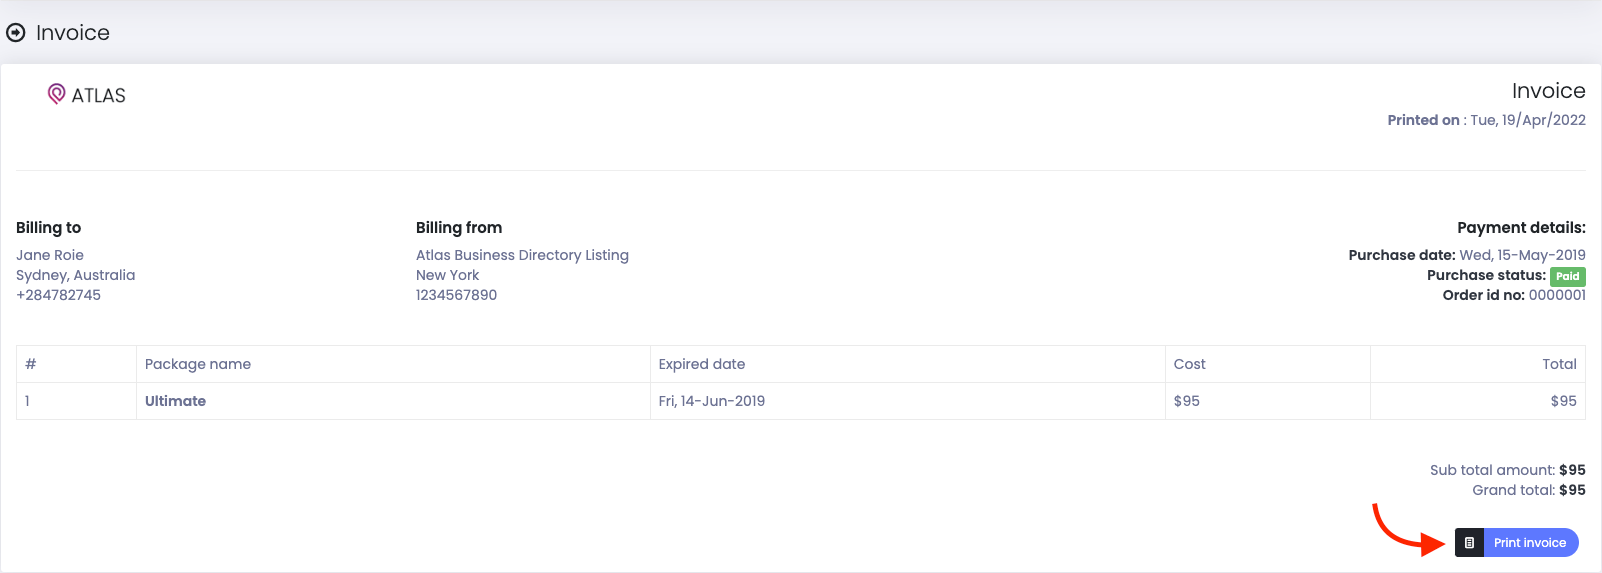 Invoice
ATLAS
Invoice
Printed on : Tue, 19/Apr/2022
Billing to
Jane Roie
Sydney, Australia
+284782745
Billing from
Atlas Business Directory Listing
New York
1234567890
Payment details:
Purchase date: Wed, 15-May-2019
Purchase status: Paid
Order id no: 0000001
# Package name Expired date Cost Total
1 Ultimate Fri, 14-Jun-2019 $95 $95
Sub total amount: $95
Grand total: $95
Print invoice